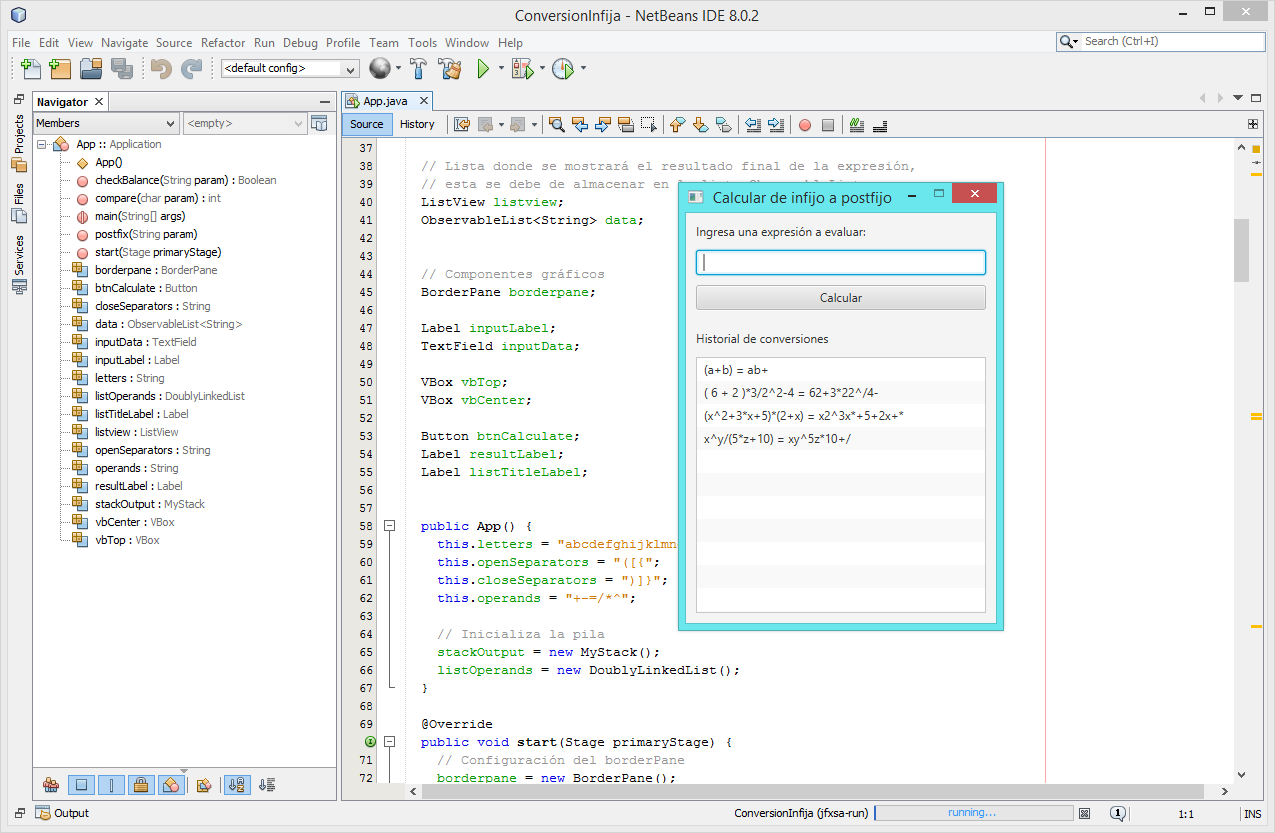 ConversionInfija - NetBeans IDE 8.0.2
File Edit View Navigate Source Refactor Run Debug Profile Team Tools Window Help
Search (Ctrl+I)
<default config>
Projects
Files
Services
Navigator
Members
<empty>
App :: Application
App()
checkBalance(String param) : Boolean
compare(char param) : int
main(String[] args)
postfix(String param)
start(Stage primaryStage)
borderpane : BorderPane
btnCalculate : Button
closeSeparators : String
data : ObservableList<String>
inputData : TextField
inputLabel : Label
letters : String
listOperands : DoublyLinkedList
listTitleLabel : Label
listview : ListView
openSeparators : String
operands : String
resultLabel : Label
stackOutput : MyStack
vbCenter : VBox
vbTop : VBox
App.java
Source History
37
38 // Lista donde se mostrará el resultado final de la expresión,
39 // esta se debe de almacenar en
40 ListView listview;
41 ObservableList<String> data;
42
43
44 // Componentes gráficos
45 BorderPane borderpane;
46
47 Label inputLabel;
48 TextField inputData;
49
50 VBox vbTop;
51 VBox vbCenter;
52
53 Button btnCalculate;
54 Label resultLabel;
55 Label listTitleLabel;
56
57
58 public App() {
59 this.letters = "abcdefghijklmn
60 this.openSeparators = "([{";
61 this.closeSeparators = ")]}";
62 this.operands = "+-=/*^";
63
64 // Inicializa la pila
65 stackOutput = new MyStack();
66 listOperands = new DoublyLinkedList();
67 }
68
69 @Override
public void start(Stage primaryStage) {
71 // Configuración del borderPane
72 borderpane = new BorderPane();
Calcular de infijo a postfijo
Ingresa una expresión a evaluar:
Calcular
Historial de conversiones
(a+b) = ab+
( 6 + 2 )*3/2^2-4 = 62+3*22^/4-
(x^2+3*x+5)*(2+x) = x2^3x*+5+2x+*
x^y/(5*z+10) = xy^5z*10+/
Output
ConversionInfija (jfxsa-run)
running...
1
1:1
INS